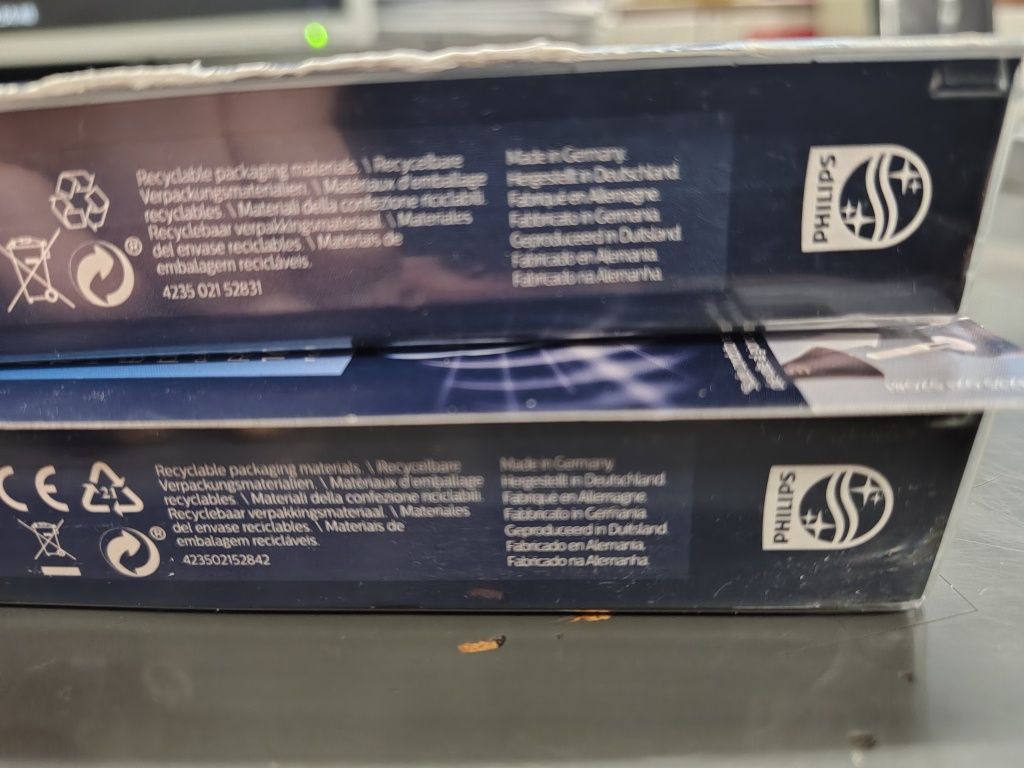 Recyclable packaging materials \ Recycelbare
Verpackungsmaterialien \ Materiaux d'emballage
recyclables \ Materiali della confezione riciclabili.
Recyclebaar verpakkingsmateriaal \ Materiales
del envase reciclables \ Materiais de
embalagem recicláveis.
4235 021 52831
Made in Germany.
Hergestellt in Deutschland.
Fabriqué en Allemagne
Fabbricato in Germania.
Geproduceerd in Duitsland
Fabricado en Alemania
Fabricado na Alemanha
PHILIPS
®
CE
21
Recyclable packaging materials \ Recycelbare
Verpackungsmaterialien \ Materiaux d'emballage
recyclables \ Materiali della confezione riciclabili.
Recyclebaar verpakkingsmateriaal \ Materiales
del envase reciclables \ Materiais de
embalagem recicláveis.
423502152842
Made in Germany
Hergestellt in Deutschland
Fabriqué en Allemagne
Fabbricato in Germania.
Geproduceerd in Duitsland
Fabricado en Alemania.
Fabricado na Alemanha.
PHILIPS
®